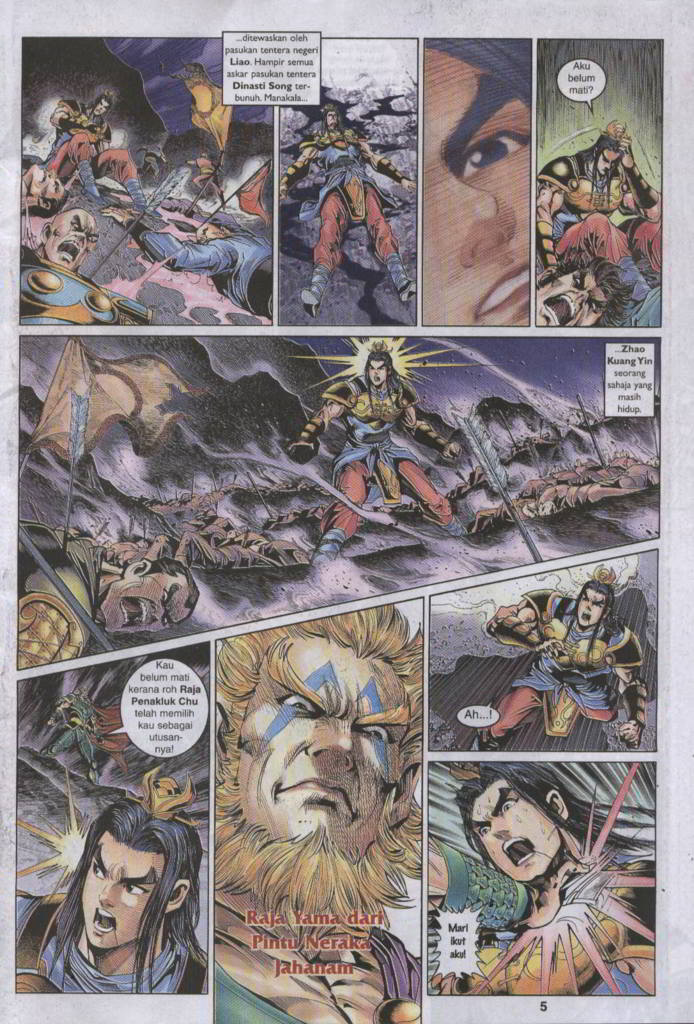 ...ditewaskan oleh
pasukan tentera negeri
Liao. Hampir semua
askar pasukan tentera
Dinasti Song ter-
bunuh. Manakala...
Aku
belum
mati?
...Zhao
Kuang Yin
seorang
sahaja yang
masih
hidup.
Ah...!
Kau
belum mati
kerana roh Raja
Penakluk Chu
telah memilih
kau sebagai
utusan-
nya!
Raja Yama dari
Pintu Neraka
Jahanam
Mari
ikut
aku!
5